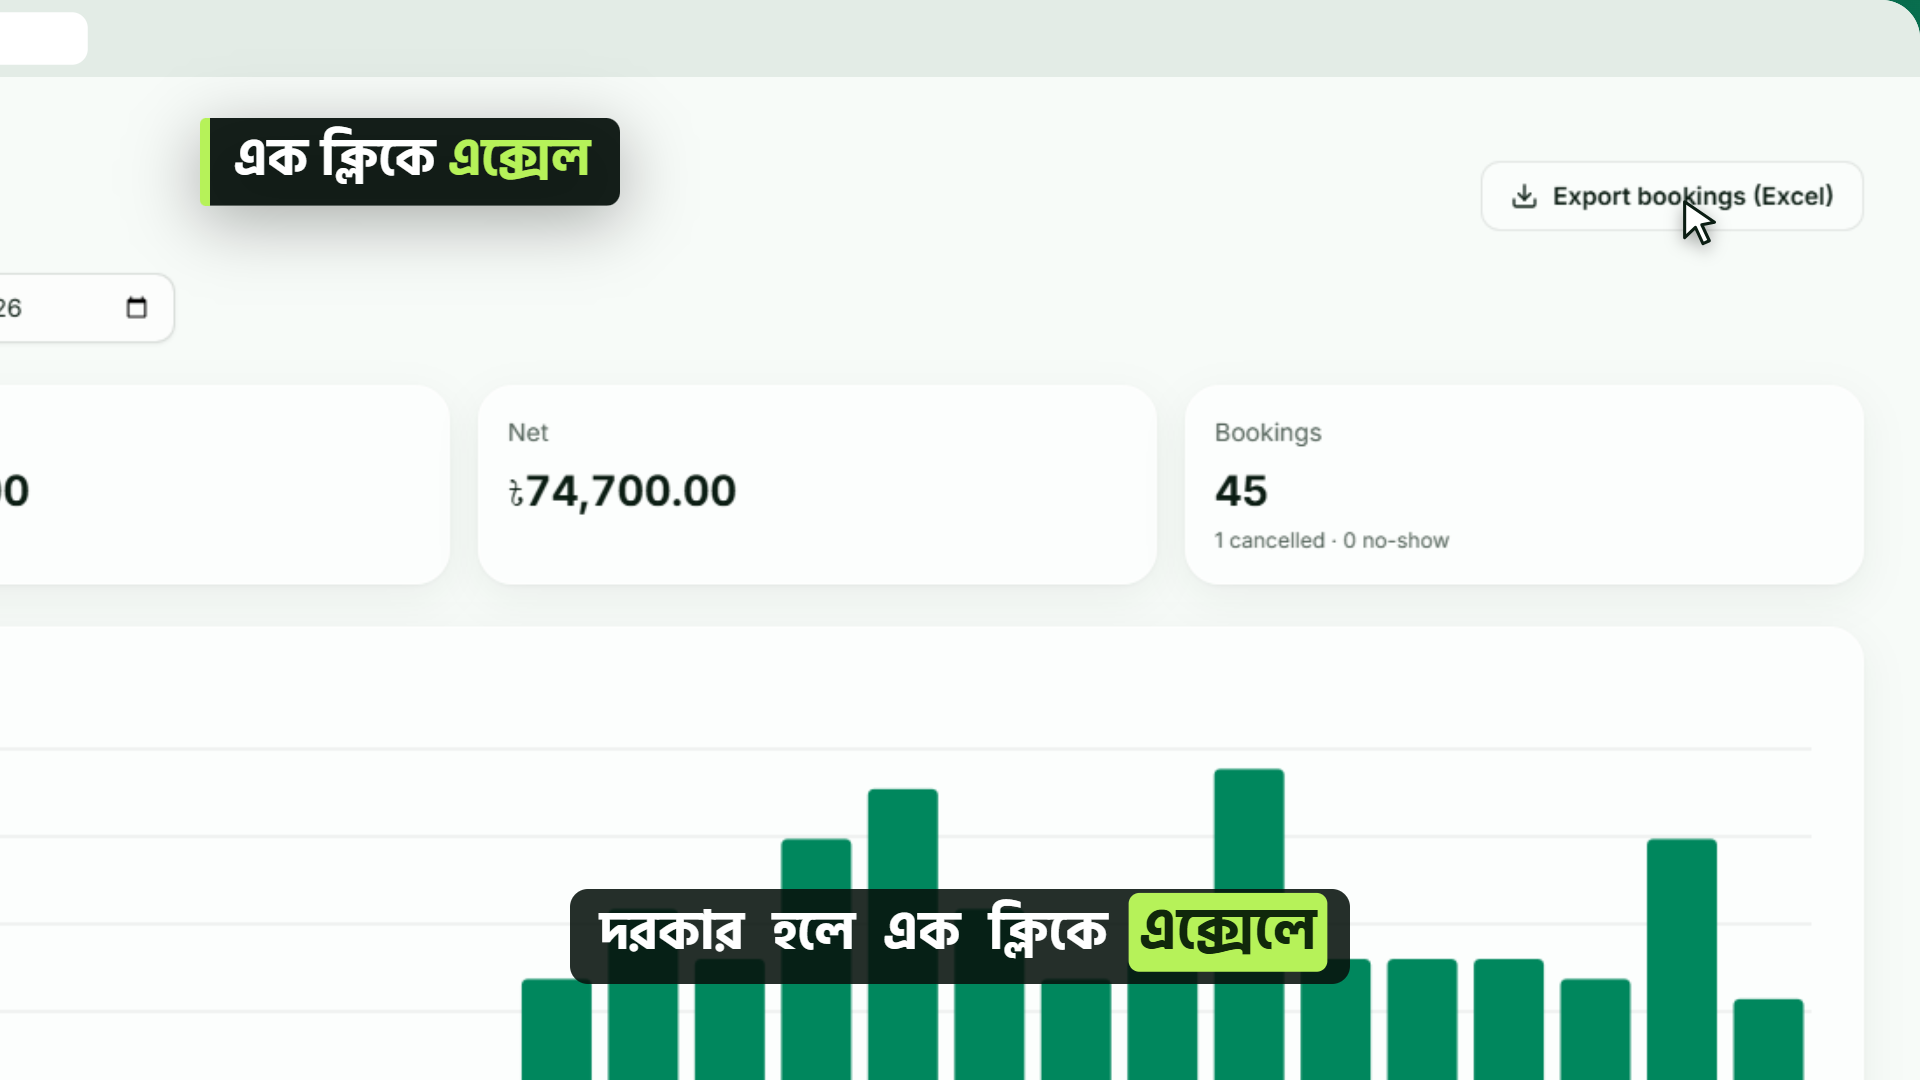 এক ক্লিকে এক্সেল
Export bookings (Excel)
26
Net
৳74,700.00
Bookings
45
1 cancelled · 0 no-show
দরকার হলে এক ক্লিকে এক্সেলে